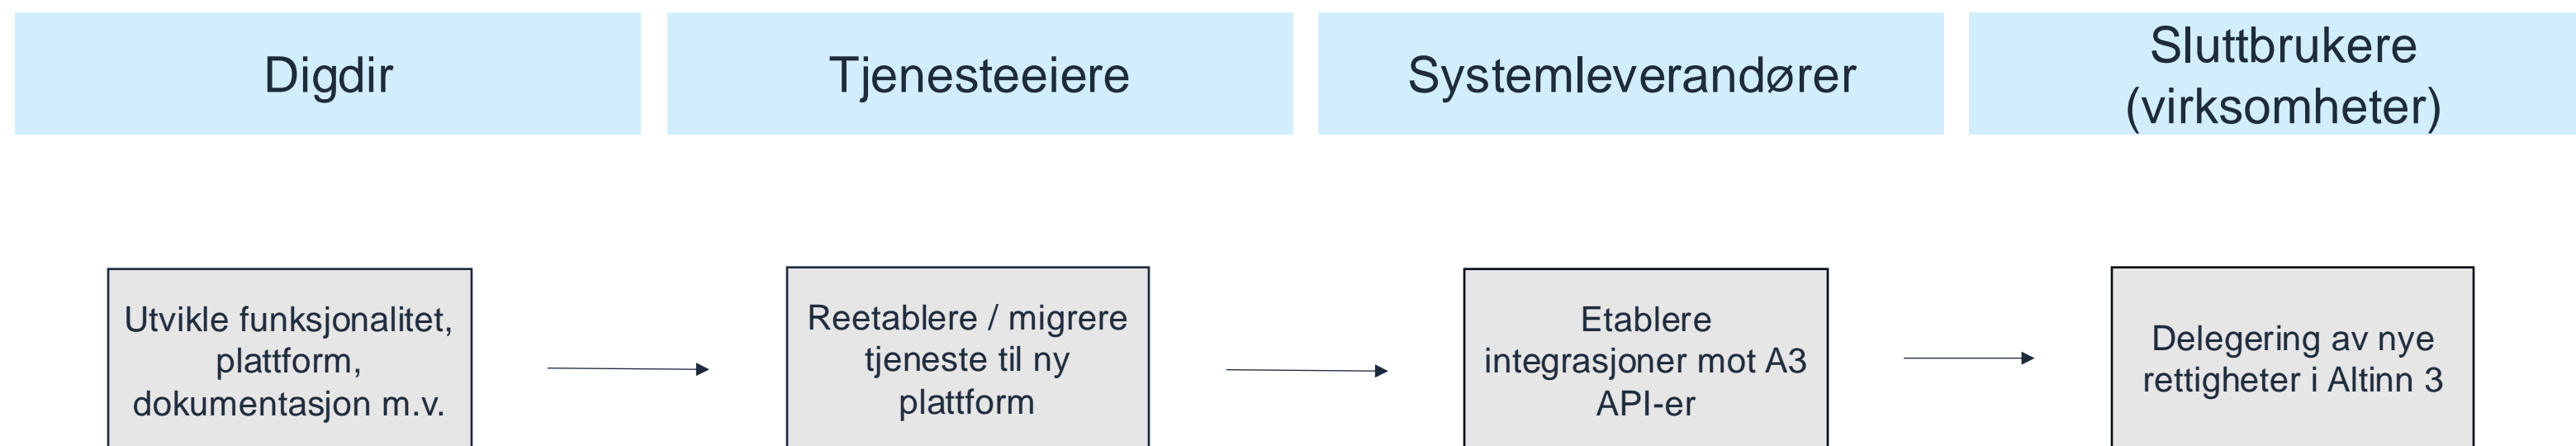 Digdir
Tjenesteeiere
Systemleverandører
Sluttbrukere
(virksomheter)
Utvikle funksjonalitet,
plattform,
dokumentasjon m.v.
Reetablere / migrere
tjeneste til ny
plattform
Etablere
integrasjoner mot A3
API-er
Delegering av nye
rettigheter i Altinn 3